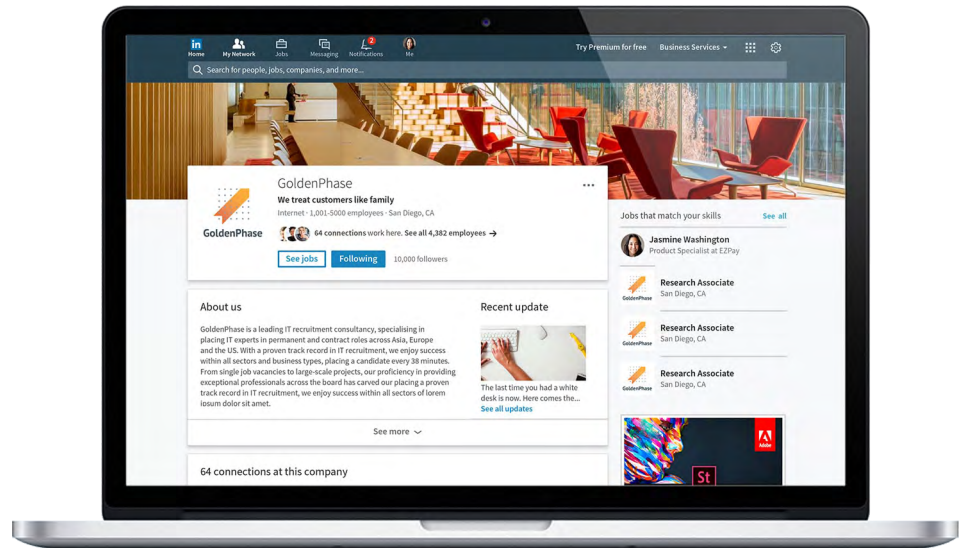 in
2
Home
My Network
Jobs
Messaging
Notifications
Me
Try Premium for free
Business Services
Search for people, jobs, companies, and more...
GoldenPhase
GoldenPhase
We treat customers like family
Internet · 1,001-5000 employees · San Diego, CA
64 connections work here. See all 4,382 employees →
See jobs
Following
10,000 followers
About us
GoldenPhase is a leading IT recruitment consultancy, specialising in
placing IT experts in permanent and contract roles across Asia, Europe
and the US. With a proven track record in IT recruitment, we enjoy success
within all sectors and business types, placing a candidate every 38 minutes.
From single job vacancies to large-scale projects, our proficiency in providing
exceptional professionals across the board has carved our placing a proven
track record in IT recruitment, we enjoy success within all sectors of lorem
iosum dolor sit amet.
See more
Recent update
The last time you had a white
desk is now. Here comes the...
See all updates
64 connections at this company
Jobs that match your skills
See all
Jasmine Washington
Product Specialist at EZPay
GoldenPhase
Research Associate
San Diego, CA
GoldenPhase
Research Associate
San Diego, CA
GoldenPhase
Research Associate
San Diego, CA
Adobe
St